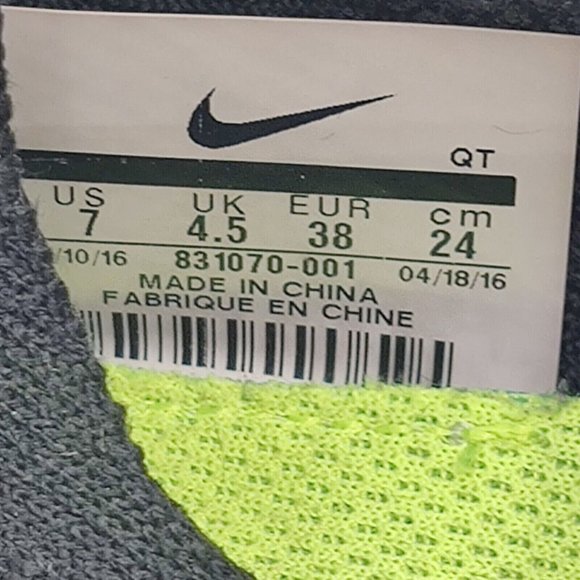 QT
US UK EUR cm
7 4.5 38 24
/10/16 831070-001 04/18/16
MADE IN CHINA
FABRIQUE EN CHINE